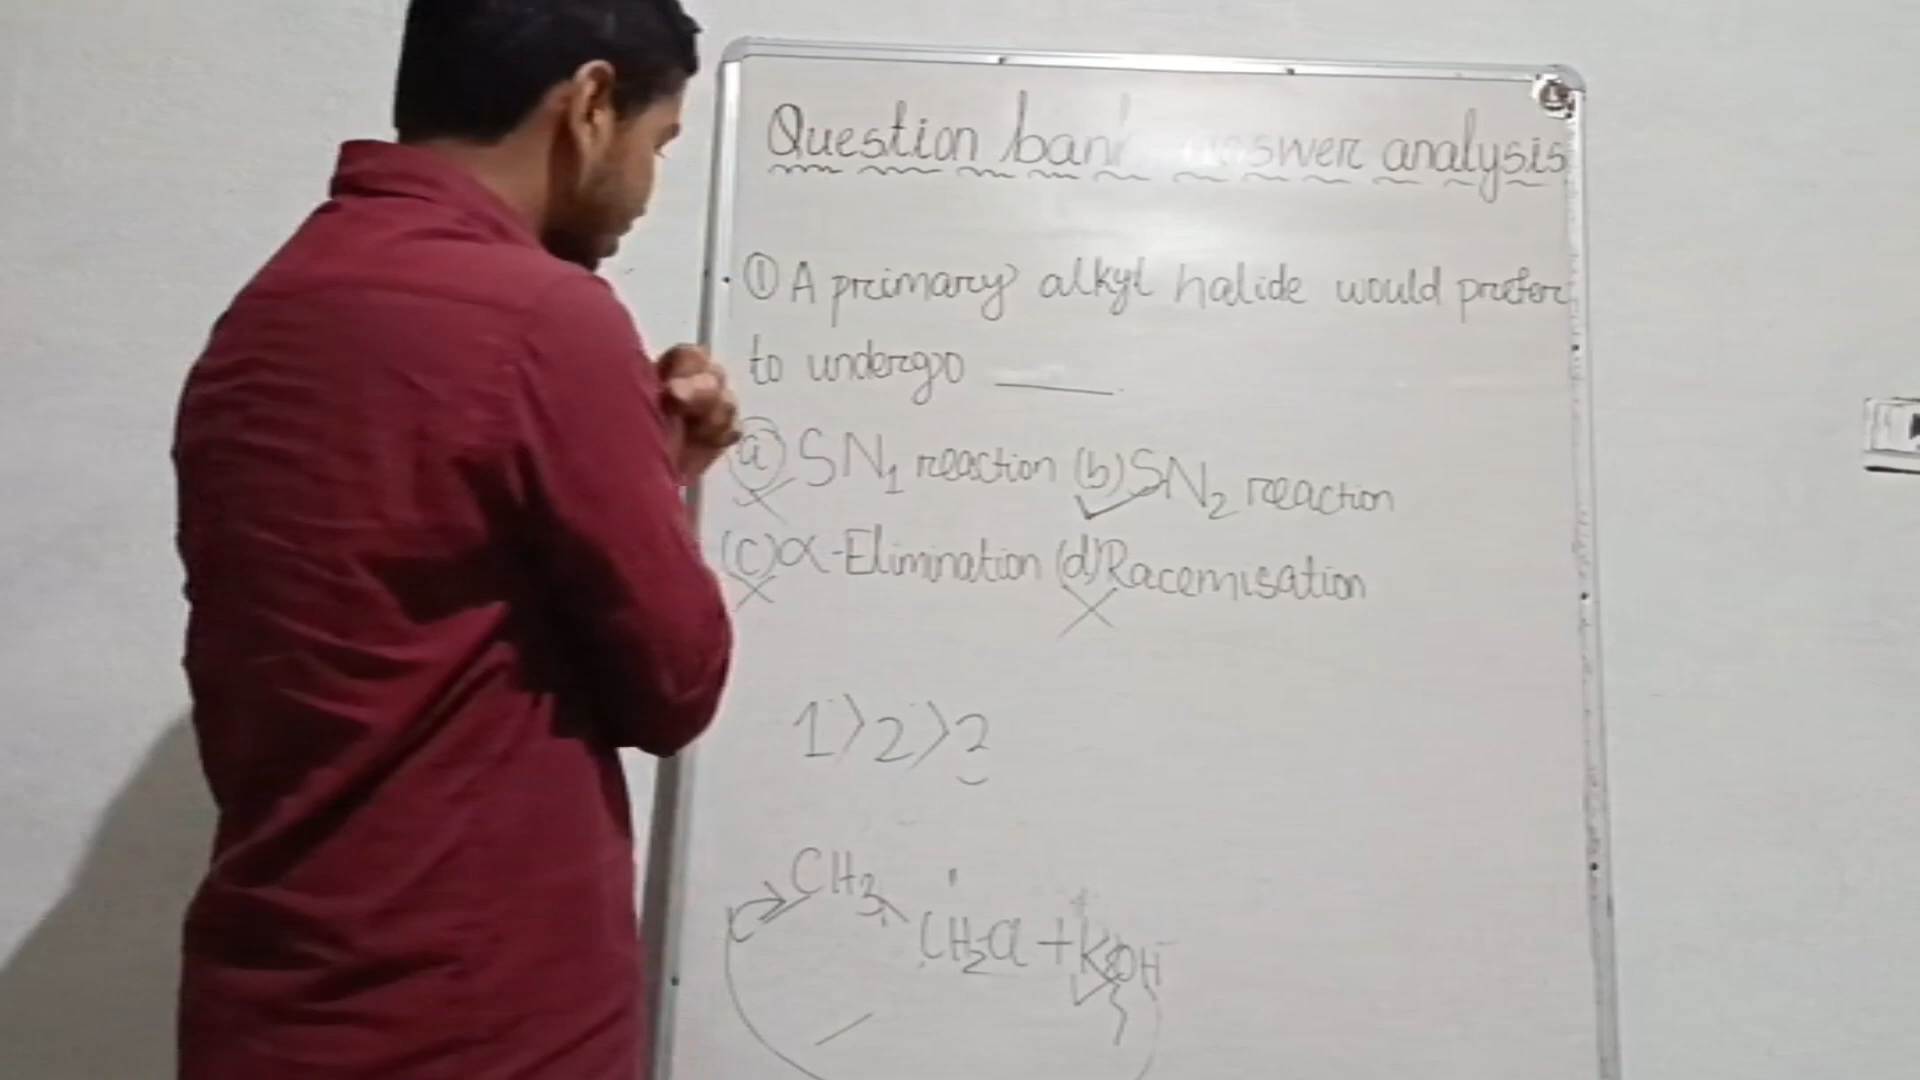 Question bank answer analysis
① A primary alkyl halide would prefer
to undergo ____
(a) SN₁ reaction (b) SN₂ reaction
(c) α-Elimination (d) Racemisation
1>2>3
CH₃
CH₂Cl + KOH